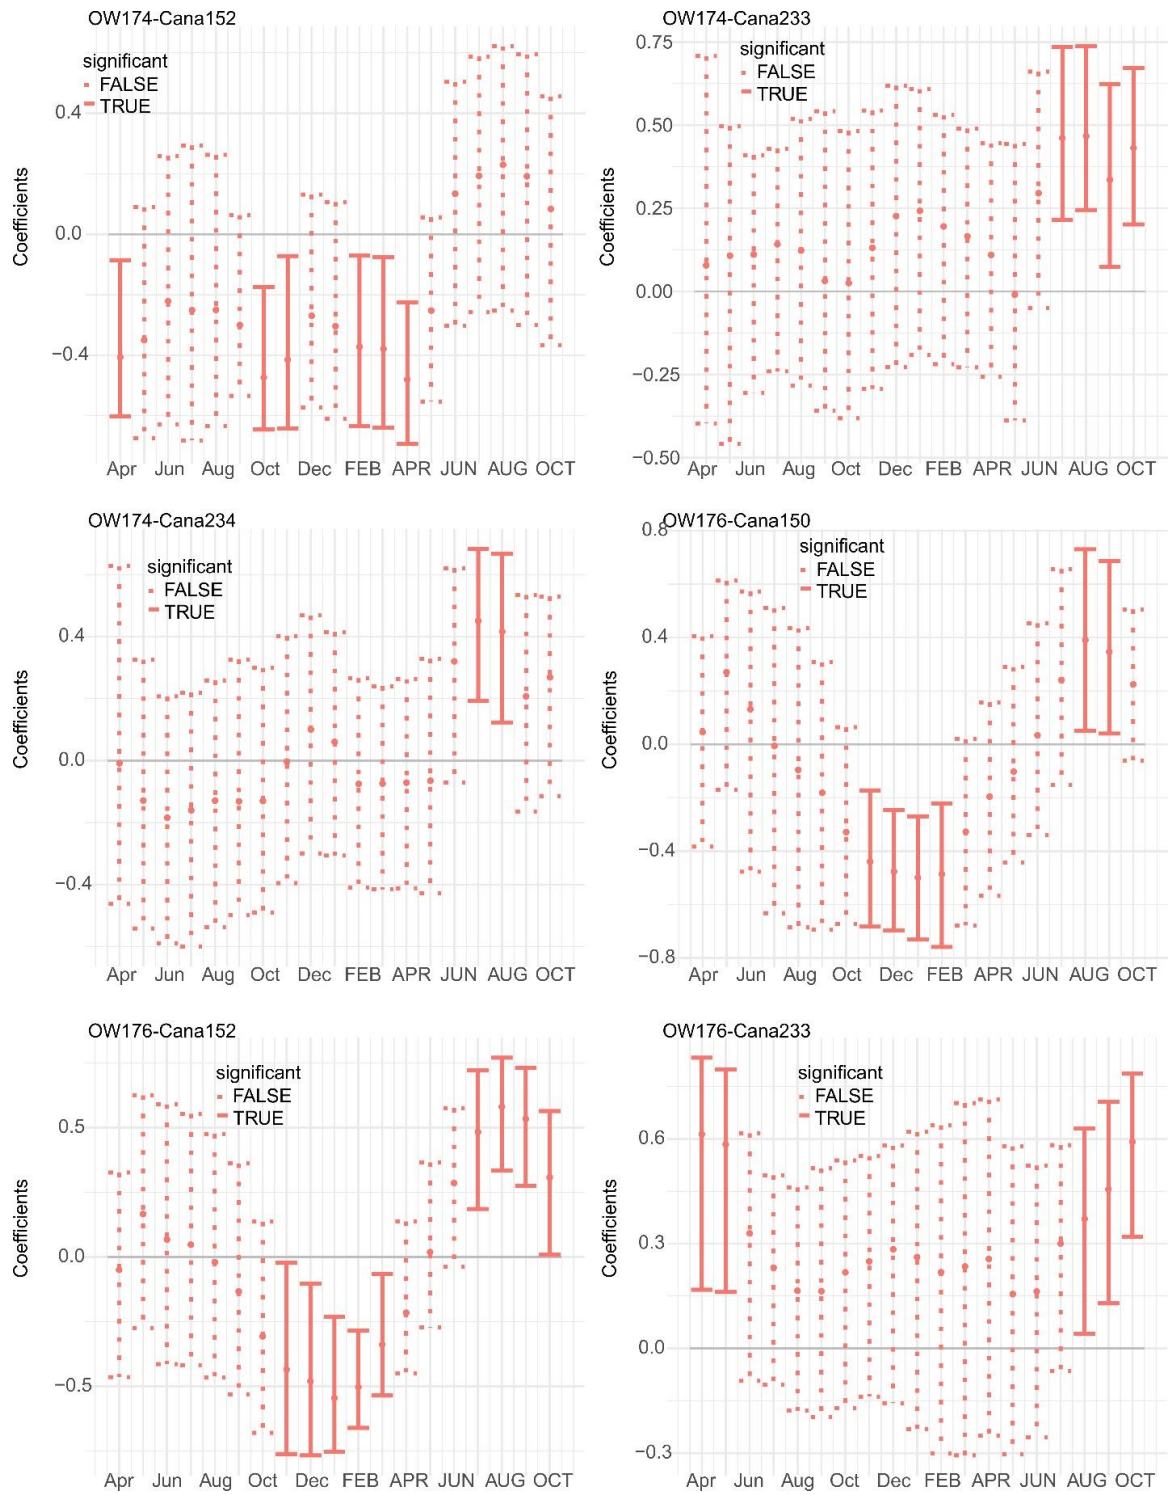 OW174-Cana152
significant
FALSE
TRUE
Coefficients
0.4
0.0
−0.4
Apr Jun Aug Oct Dec FEB APR JUN AUG OCT
OW174-Cana233
significant
FALSE
TRUE
Coefficients
0.75
0.50
0.25
0.00
−0.25
−0.50
Apr Jun Aug Oct Dec FEB APR JUN AUG OCT
OW174-Cana234
significant
FALSE
TRUE
Coefficients
0.4
0.0
−0.4
Apr Jun Aug Oct Dec FEB APR JUN AUG OCT
OW176-Cana150
significant
FALSE
TRUE
Coefficients
0.8
0.4
0.0
−0.4
−0.8
Apr Jun Aug Oct Dec FEB APR JUN AUG OCT
OW176-Cana152
significant
FALSE
TRUE
Coefficients
0.5
0.0
−0.5
Apr Jun Aug Oct Dec FEB APR JUN AUG OCT
OW176-Cana233
significant
FALSE
TRUE
Coefficients
0.6
0.3
0.0
−0.3
Apr Jun Aug Oct Dec FEB APR JUN AUG OCT